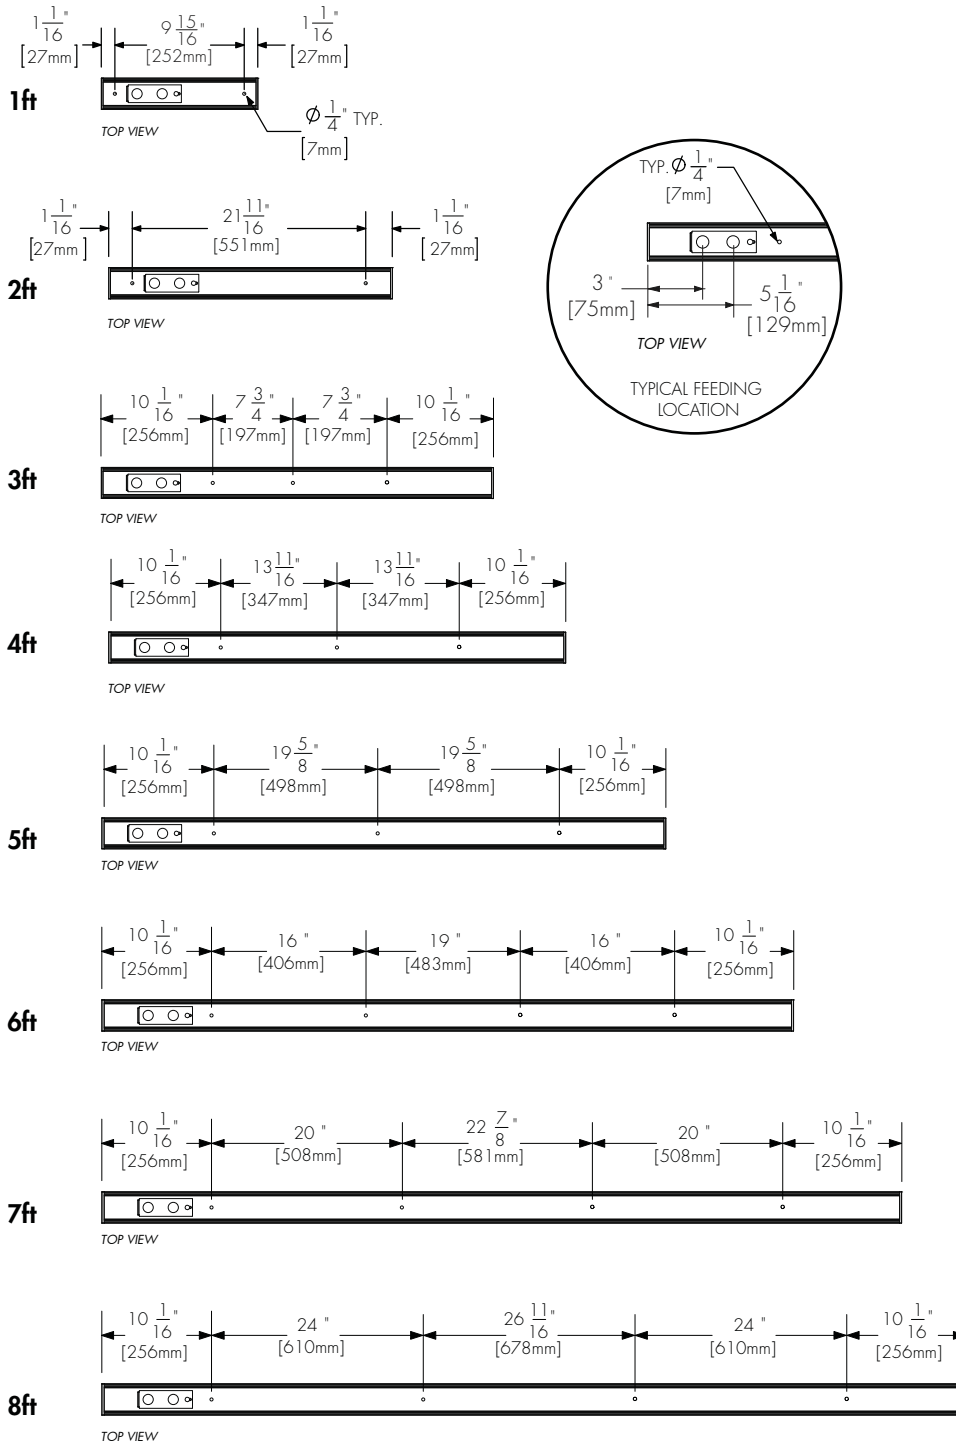 1 1/16" 9 15/16" 1 1/16"
[27mm] [252mm] [27mm]
1ft
TOP VIEW
Ø 1/4" TYP.
[7mm]
1 1/16" 21 11/16" 1 1/16"
[27mm] [551mm] [27mm]
2ft
TOP VIEW
TYP. Ø 1/4"
[7mm]
3 " 5 1/16"
[75mm] [129mm]
TOP VIEW
TYPICAL FEEDING
LOCATION
10 1/16" 7 3/4" 7 3/4" 10 1/16"
[256mm] [197mm] [197mm] [256mm]
3ft
TOP VIEW
10 1/16" 13 11/16" 13 11/16" 10 1/16"
[256mm] [347mm] [347mm] [256mm]
4ft
TOP VIEW
10 1/16" 19 5/8" 19 5/8" 10 1/16"
[256mm] [498mm] [498mm] [256mm]
5ft
TOP VIEW
10 1/16" 16 " 19 " 16 " 10 1/16"
[256mm] [406mm] [483mm] [406mm] [256mm]
6ft
TOP VIEW
10 1/16" 20 " 22 7/8" 20 " 10 1/16"
[256mm] [508mm] [581mm] [508mm] [256mm]
7ft
TOP VIEW
10 1/16" 24 " 26 11/16" 24 " 10 1/16"
[256mm] [610mm] [678mm] [610mm] [256mm]
8ft
TOP VIEW